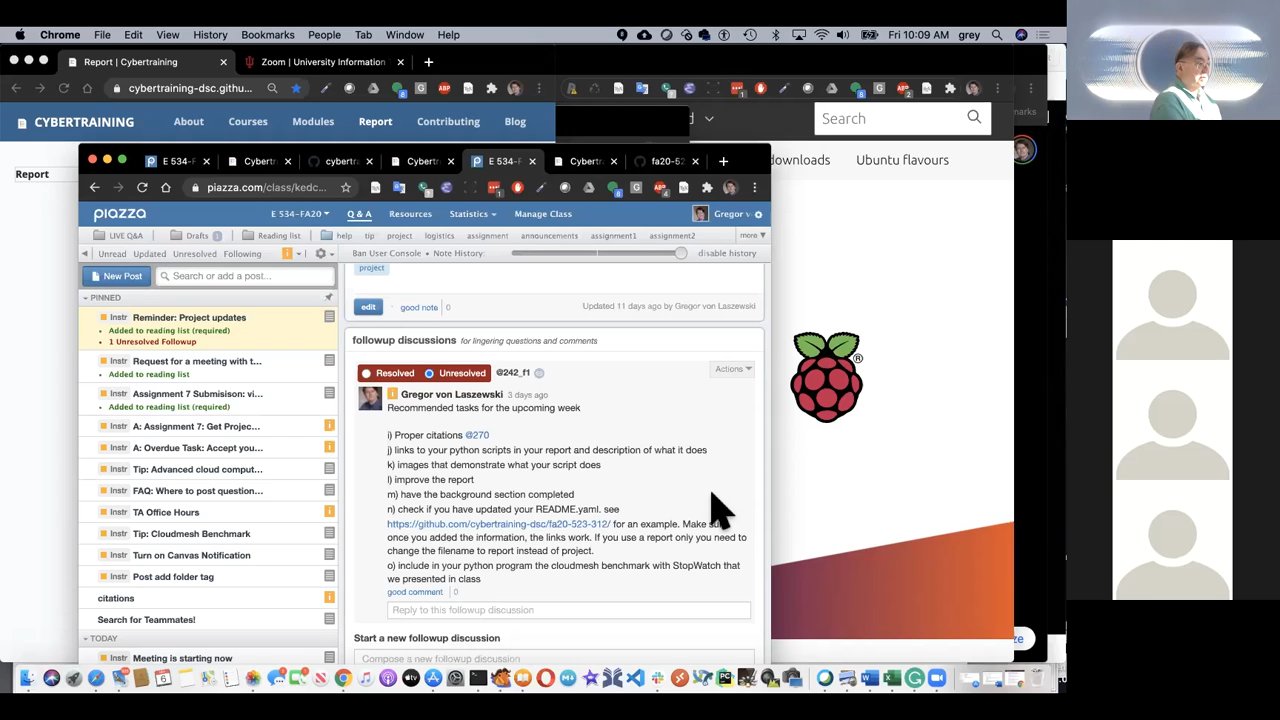 Chrome File Edit View History Bookmarks People Tab Window Help Fri 10:09 AM grey
Report | Cybertraining Zoom | University Information
cybertraining-dsc.githu...
CYBERTRAINING About Courses Modules Report Contributing Blog
Search
downloads Ubuntu flavours
Report
E 534-F Cybert cybertr Cybert E 534-F Cybert fa20-52
piazza.com/class/kedc...
piazza E 534-FA20 Q & A Resources Statistics Manage Class Gregor v
LIVE Q&A Drafts 1 Reading list help tip project logistics assignment announcements assignment1 assignment2 more
Unread Updated Unresolved Following
Ban User Console • Note History: disable history
New Post Search or add a post...
project
PINNED
edit good note 0 Updated 11 days ago by Gregor von Laszewski
Instr Reminder: Project updates
• Added to reading list (required)
• 1 Unresolved Followup
Instr Request for a meeting with t...
• Added to reading list
Instr Assignment 7 Submisison: vi...
• Added to reading list (required)
Instr A: Assignment 7: Get Projec...
Instr A: Overdue Task: Accept you...
Instr Tip: Advanced cloud comput...
Instr FAQ: Where to post question...
Instr TA Office Hours
Instr Tip: Cloudmesh Bechmark
Instr Turn on Canvas Notification
Instr Post add folder tag
citations
Search for Teammates!
TODAY
Instr Meeting is starting now
followup discussions for lingering questions and comments
Resolved Unresolved @242_f1
Actions
Gregor von Laszewski 3 days ago
Recommended tasks for the upcoming week
i) Proper citations @270
j) links to your python scripts in your report and description of what it does
k) images that demonstrate what your script does
l) improve the report
m) have the background section completed
n) check if you have updated your README.yaml. see
https://github.com/cybertraining-dsc/fa20-523-312/ for an example. Make
once you added the information, the links work. If you use a report only you need to
change the filename to report instead of project.
o) include in your python program the cloudmesh benchmark with StopWatch that
we presented in class
good comment 0
Reply to this followup discussion
Start a new followup discussion
Compose a new followup discussion